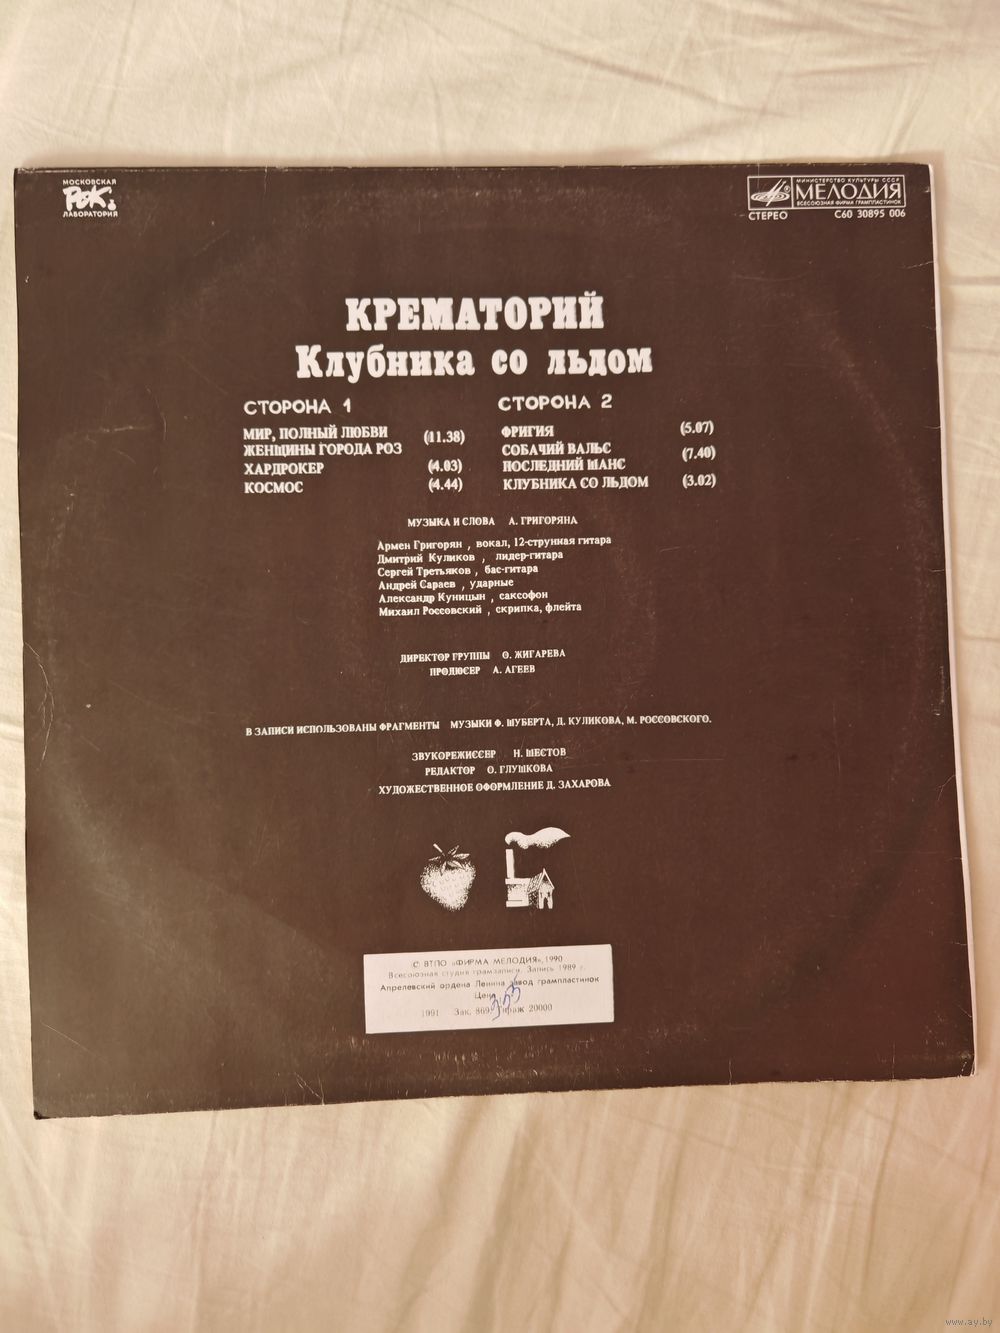 МОСКОВСКАЯ
РОК
ЛАБОРАТОРИЯ
МИНИСТЕРСТВО КУЛЬТУРЫ СССР
МЕЛОДИЯ
ВСЕСОЮЗНАЯ ФИРМА ГРАМПЛАСТИНОК
СТЕРЕО С60 30895 006
КРЕМАТОРИЙ
Клубника со льдом
СТОРОНА 1
МИР, ПОЛНЫЙ ЛЮБВИ
ЖЕНЩИНЫ ГОРОДА РОЗ (11.38)
ХАРДРОКЕР (4.03)
КОСМОС (4.44)
СТОРОНА 2
ФРИГИЯ (5.07)
СОБАЧИЙ ВАЛЬС
ПОСЛЕДНИЙ ШАНС (7.40)
КЛУБНИКА СО ЛЬДОМ (3.02)
МУЗЫКА И СЛОВА А. ГРИГОРЯНА
Армен Григорян , вокал, 12-струнная гитара
Дмитрий Куликов , лидер-гитара
Сергей Третьяков , бас-гитара
Андрей Сараев , ударные
Александр Куницын , саксофон
Михаил Россовский , скрипка, флейта
ДИРЕКТОР ГРУППЫ О. ЖИГАРЕВА
ПРОДЮСЕР А. АГЕЕВ
В ЗАПИСИ ИСПОЛЬЗОВАНЫ ФРАГМЕНТЫ МУЗЫКИ Ф. ШУБЕРТА, Д. КУЛИКОВА, М. РОССОВСКОГО.
ЗВУКОРЕЖИССЕР Н. ШЕСТОВ
РЕДАКТОР О. ГЛУШКОВА
ХУДОЖЕСТВЕННОЕ ОФОРМЛЕНИЕ Д. ЗАХАРОВА
© ВТПО «ФИРМА МЕЛОДИЯ», 1990
Всесоюзная студия грамзаписи. Запись 1989 г.
Апрелевский ордена Ленина завод грампластинок
Цена
1991 Зак. 869 Тираж 20000
www.ay.by